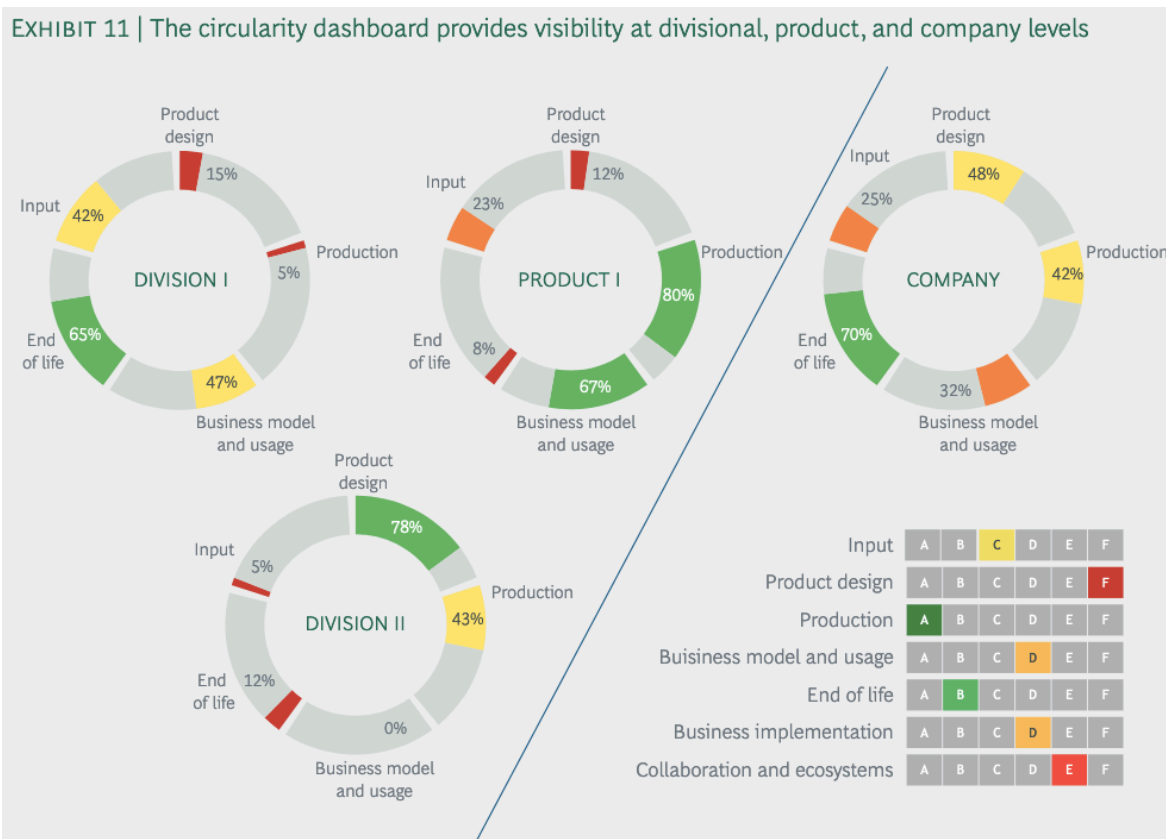 EXHIBIT 11 | The circularity dashboard provides visibility at divisional, product, and company levels
Product
design
15%
Input
42%
Production
5%
DIVISION I
65%
End
of life
47%
Business model
and usage
Product
design
12%
Input
23%
Production
80%
PRODUCT I
8%
End
of life
67%
Business model
and usage
Product
design
48%
Input
25%
Production
42%
COMPANY
70%
End
of life
32%
Business model
and usage
Product
design
78%
Input
5%
Production
43%
DIVISION II
12%
End
of life
0%
Business model
and usage
Input A B C D E F
Product design A B C D E F
Production A B C D E F
Buisiness model and usage A B C D E F
End of life A B C D E F
Business implementation A B C D E F
Collaboration and ecosystems A B C D E F